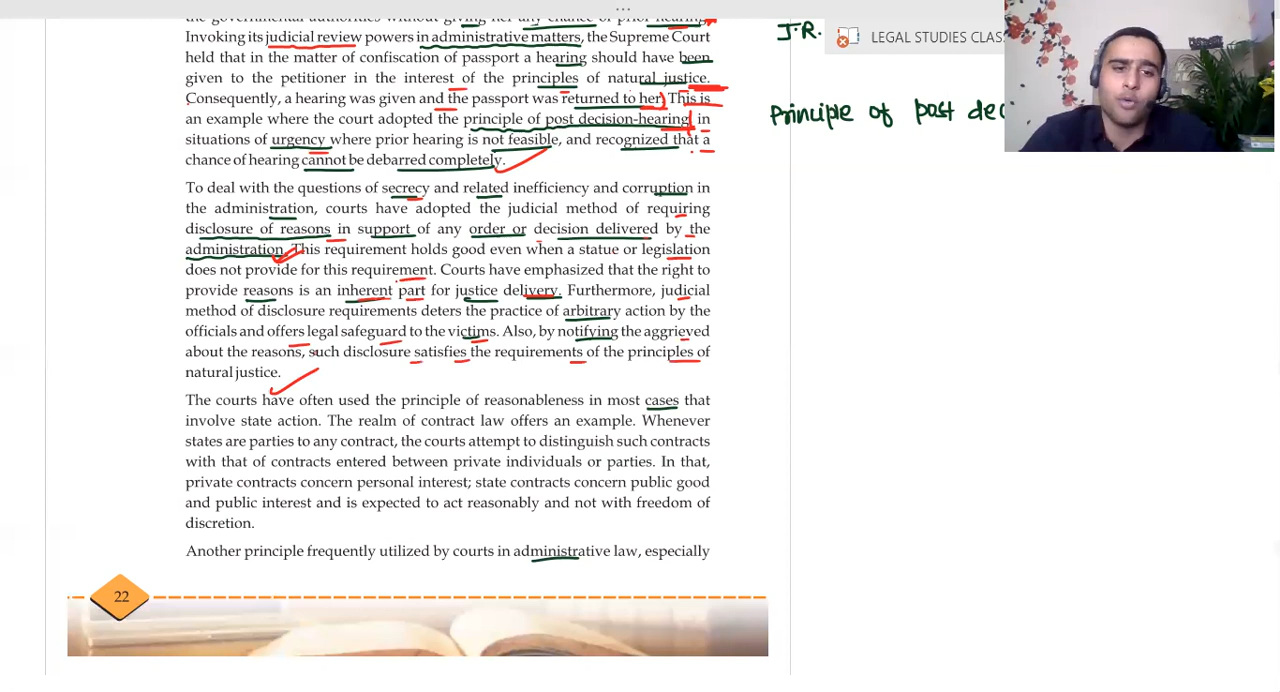 the governmental authorities without giving her any chance of prior hearing.
Invoking its judicial review powers in administrative matters, the Supreme Court
held that in the matter of confiscation of passport a hearing should have been
given to the petitioner in the interest of the principles of natural justice.
Consequently, a hearing was given and the passport was returned to her. This is
an example where the court adopted the principle of post decision-hearing in
situations of urgency where prior hearing is not feasible, and recognized that a
chance of hearing cannot be debarred completely.
To deal with the questions of secrecy and related inefficiency and corruption in
the administration, courts have adopted the judicial method of requiring
disclosure of reasons in support of any order or decision delivered by the
administration. This requirement holds good even when a statue or legislation
does not provide for this requirement. Courts have emphasized that the right to
provide reasons is an inherent part for justice delivery. Furthermore, judicial
method of disclosure requirements deters the practice of arbitrary action by the
officials and offers legal safeguard to the victims. Also, by notifying the aggrieved
about the reasons, such disclosure satisfies the requirements of the principles of
natural justice.
The courts have often used the principle of reasonableness in most cases that
involve state action. The realm of contract law offers an example. Whenever
states are parties to any contract, the courts attempt to distinguish such contracts
with that of contracts entered between private individuals or parties. In that,
private contracts concern personal interest; state contracts concern public good
and public interest and is expected to act reasonably and not with freedom of
discretion.
Another principle frequently utilized by courts in administrative law, especially
22
J.R.
LEGAL STUDIES CLAS
Principle of post dec